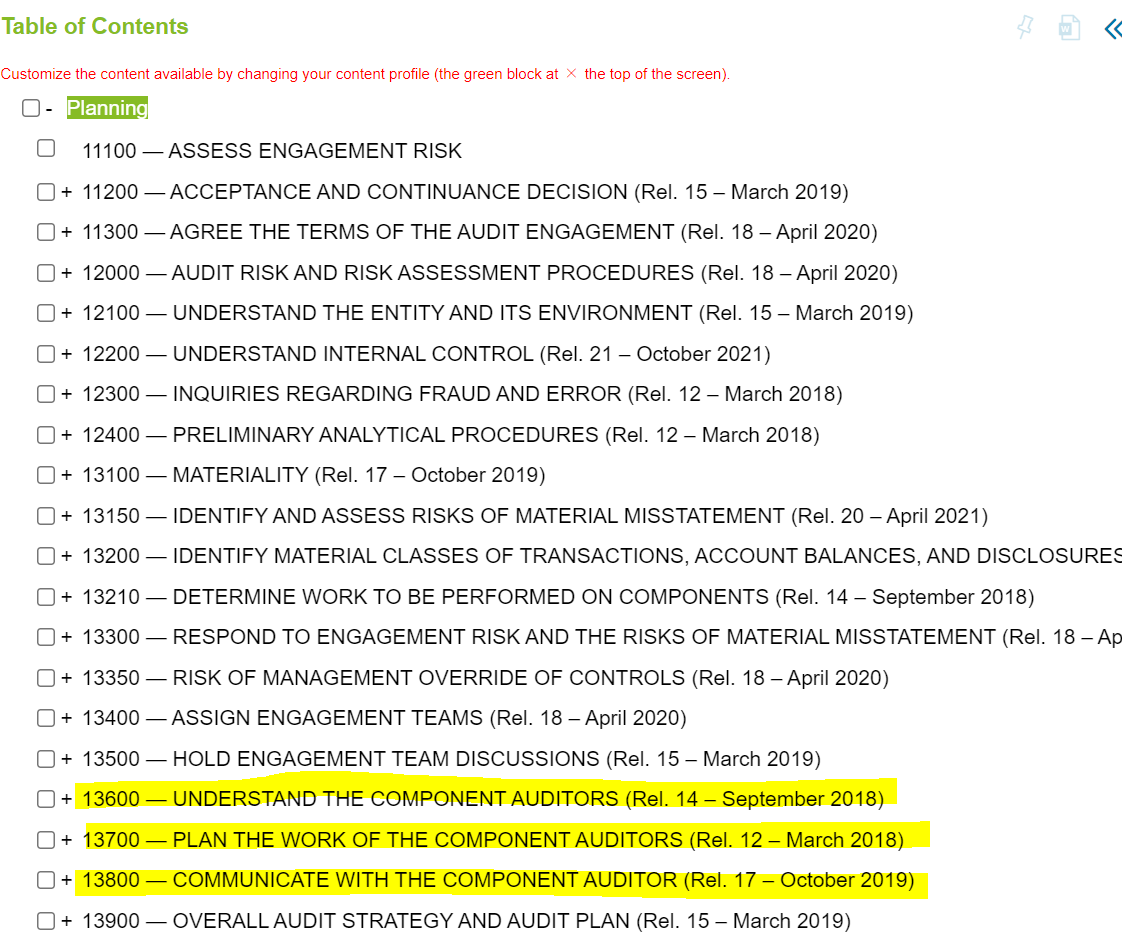 Table of Contents
Customize the content available by changing your content profile (the green block at × the top of the screen).
- Planning
11100 — ASSESS ENGAGEMENT RISK
+ 11200 — ACCEPTANCE AND CONTINUANCE DECISION (Rel. 15 – March 2019)
+ 11300 — AGREE THE TERMS OF THE AUDIT ENGAGEMENT (Rel. 18 – April 2020)
+ 12000 — AUDIT RISK AND RISK ASSESSMENT PROCEDURES (Rel. 18 – April 2020)
+ 12100 — UNDERSTAND THE ENTITY AND ITS ENVIRONMENT (Rel. 15 – March 2019)
+ 12200 — UNDERSTAND INTERNAL CONTROL (Rel. 21 – October 2021)
+ 12300 — INQUIRIES REGARDING FRAUD AND ERROR (Rel. 12 – March 2018)
+ 12400 — PRELIMINARY ANALYTICAL PROCEDURES (Rel. 12 – March 2018)
+ 13100 — MATERIALITY (Rel. 17 – October 2019)
+ 13150 — IDENTIFY AND ASSESS RISKS OF MATERIAL MISSTATEMENT (Rel. 20 – April 2021)
+ 13200 — IDENTIFY MATERIAL CLASSES OF TRANSACTIONS, ACCOUNT BALANCES, AND DISCLOSURES
+ 13210 — DETERMINE WORK TO BE PERFORMED ON COMPONENTS (Rel. 14 – September 2018)
+ 13300 — RESPOND TO ENGAGEMENT RISK AND THE RISKS OF MATERIAL MISSTATEMENT (Rel. 18 – Ap
+ 13350 — RISK OF MANAGEMENT OVERRIDE OF CONTROLS (Rel. 18 – April 2020)
+ 13400 — ASSIGN ENGAGEMENT TEAMS (Rel. 18 – April 2020)
+ 13500 — HOLD ENGAGEMENT TEAM DISCUSSIONS (Rel. 15 – March 2019)
+ 13600 — UNDERSTAND THE COMPONENT AUDITORS (Rel. 14 – September 2018)
+ 13700 — PLAN THE WORK OF THE COMPONENT AUDITORS (Rel. 12 – March 2018)
+ 13800 — COMMUNICATE WITH THE COMPONENT AUDITOR (Rel. 17 – October 2019)
+ 13900 — OVERALL AUDIT STRATEGY AND AUDIT PLAN (Rel. 15 – March 2019)